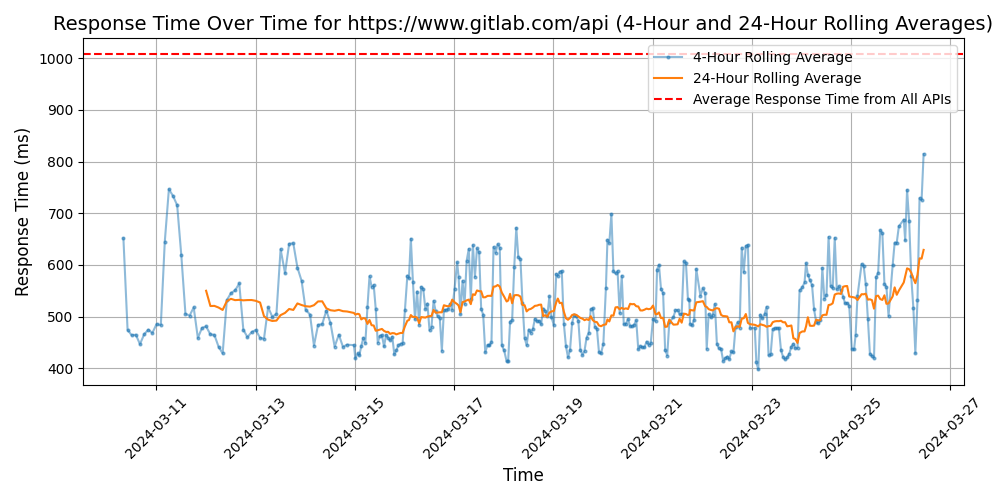 Response Time Over Time for https://www.gitlab.com/api (4-Hour and 24-Hour Rolling Averages)
4-Hour Rolling Average
24-Hour Rolling Average
Average Response Time from All APIs
Response Time (ms)
1000
900
800
700
600
500
400
2024-03-11
2024-03-13
2024-03-15
2024-03-17
2024-03-19
2024-03-21
2024-03-23
2024-03-25
2024-03-27
Time